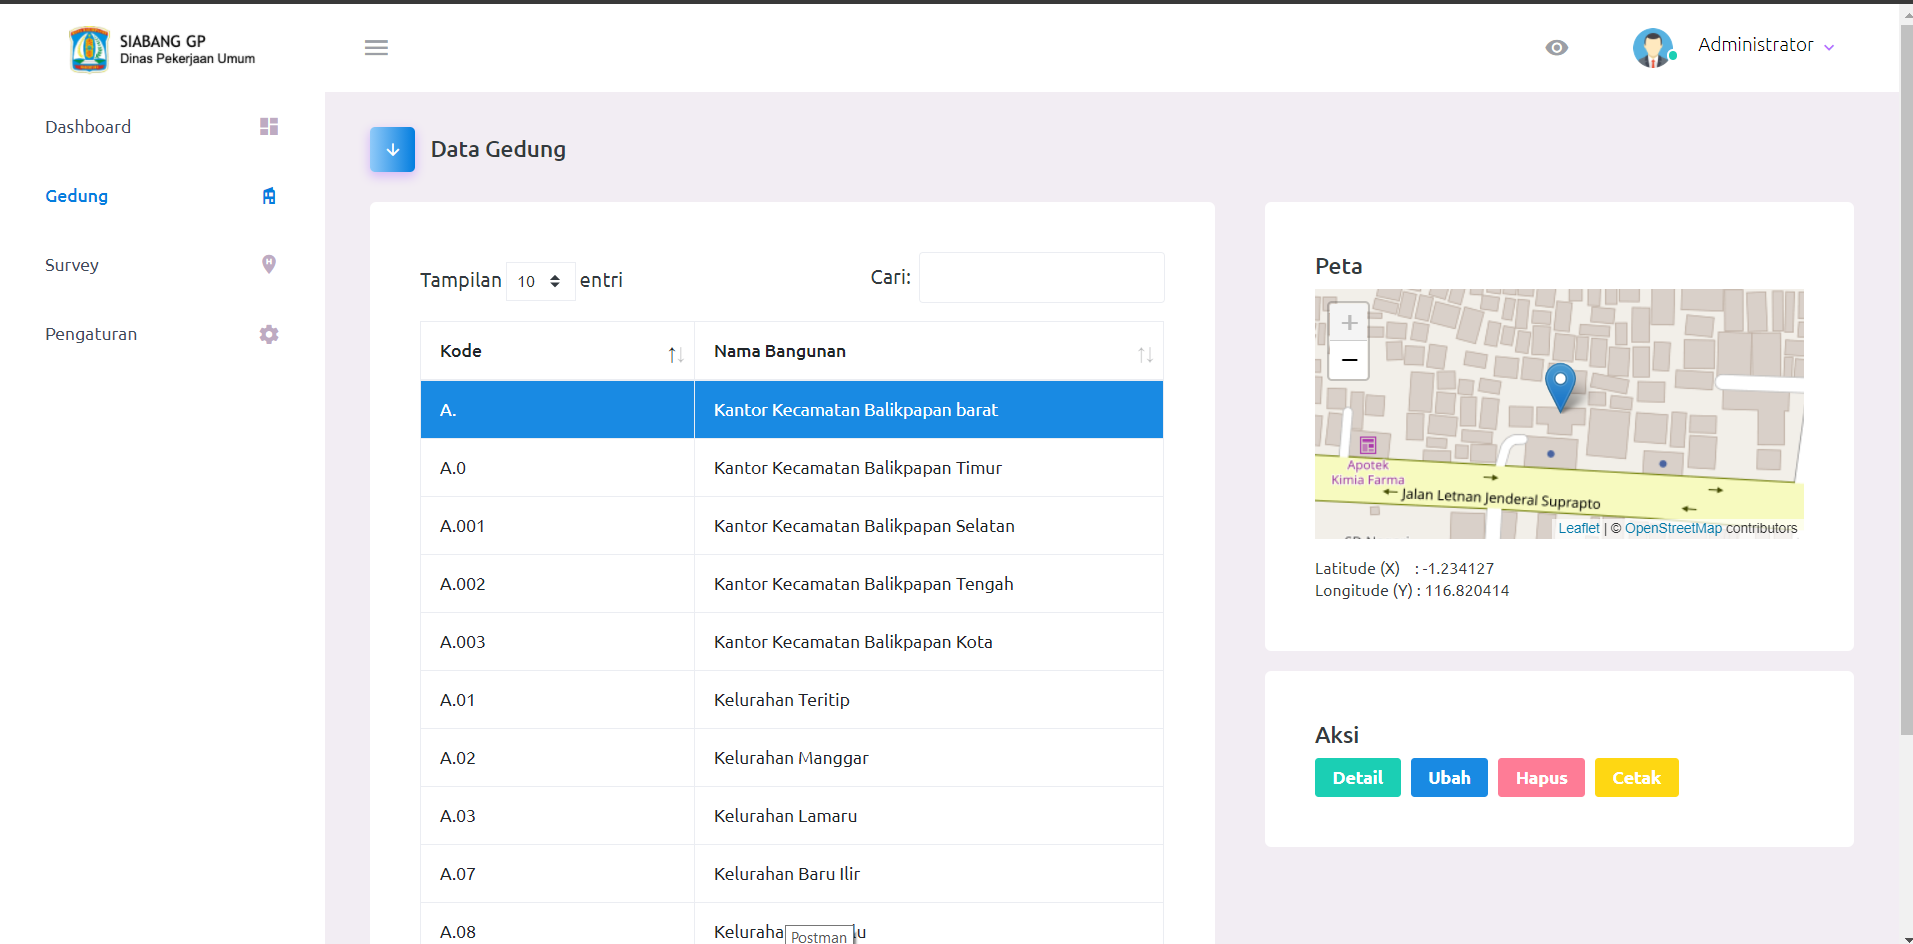 SIABANG GP
Dinas Pekerjaan Umum
Administrator
Dashboard
Gedung
Survey
Pengaturan
Data Gedung
Tampilan 10 entri
Cari:
Kode Nama Bangunan
A. Kantor Kecamatan Balikpapan barat
A.0 Kantor Kecamatan Balikpapan Timur
A.001 Kantor Kecamatan Balikpapan Selatan
A.002 Kantor Kecamatan Balikpapan Tengah
A.003 Kantor Kecamatan Balikpapan Kota
A.01 Kelurahan Teritip
A.02 Kelurahan Manggar
A.03 Kelurahan Lamaru
A.07 Kelurahan Baru Ilir
A.08
Postman
Peta
+
−
Apotek
Kimia Farma
Jalan Letnan Jenderal Suprapto
Leaflet | © OpenStreetMap contributors
Latitude (X) : -1.234127
Longitude (Y) : 116.820414
Aksi
Detail Ubah Hapus Cetak